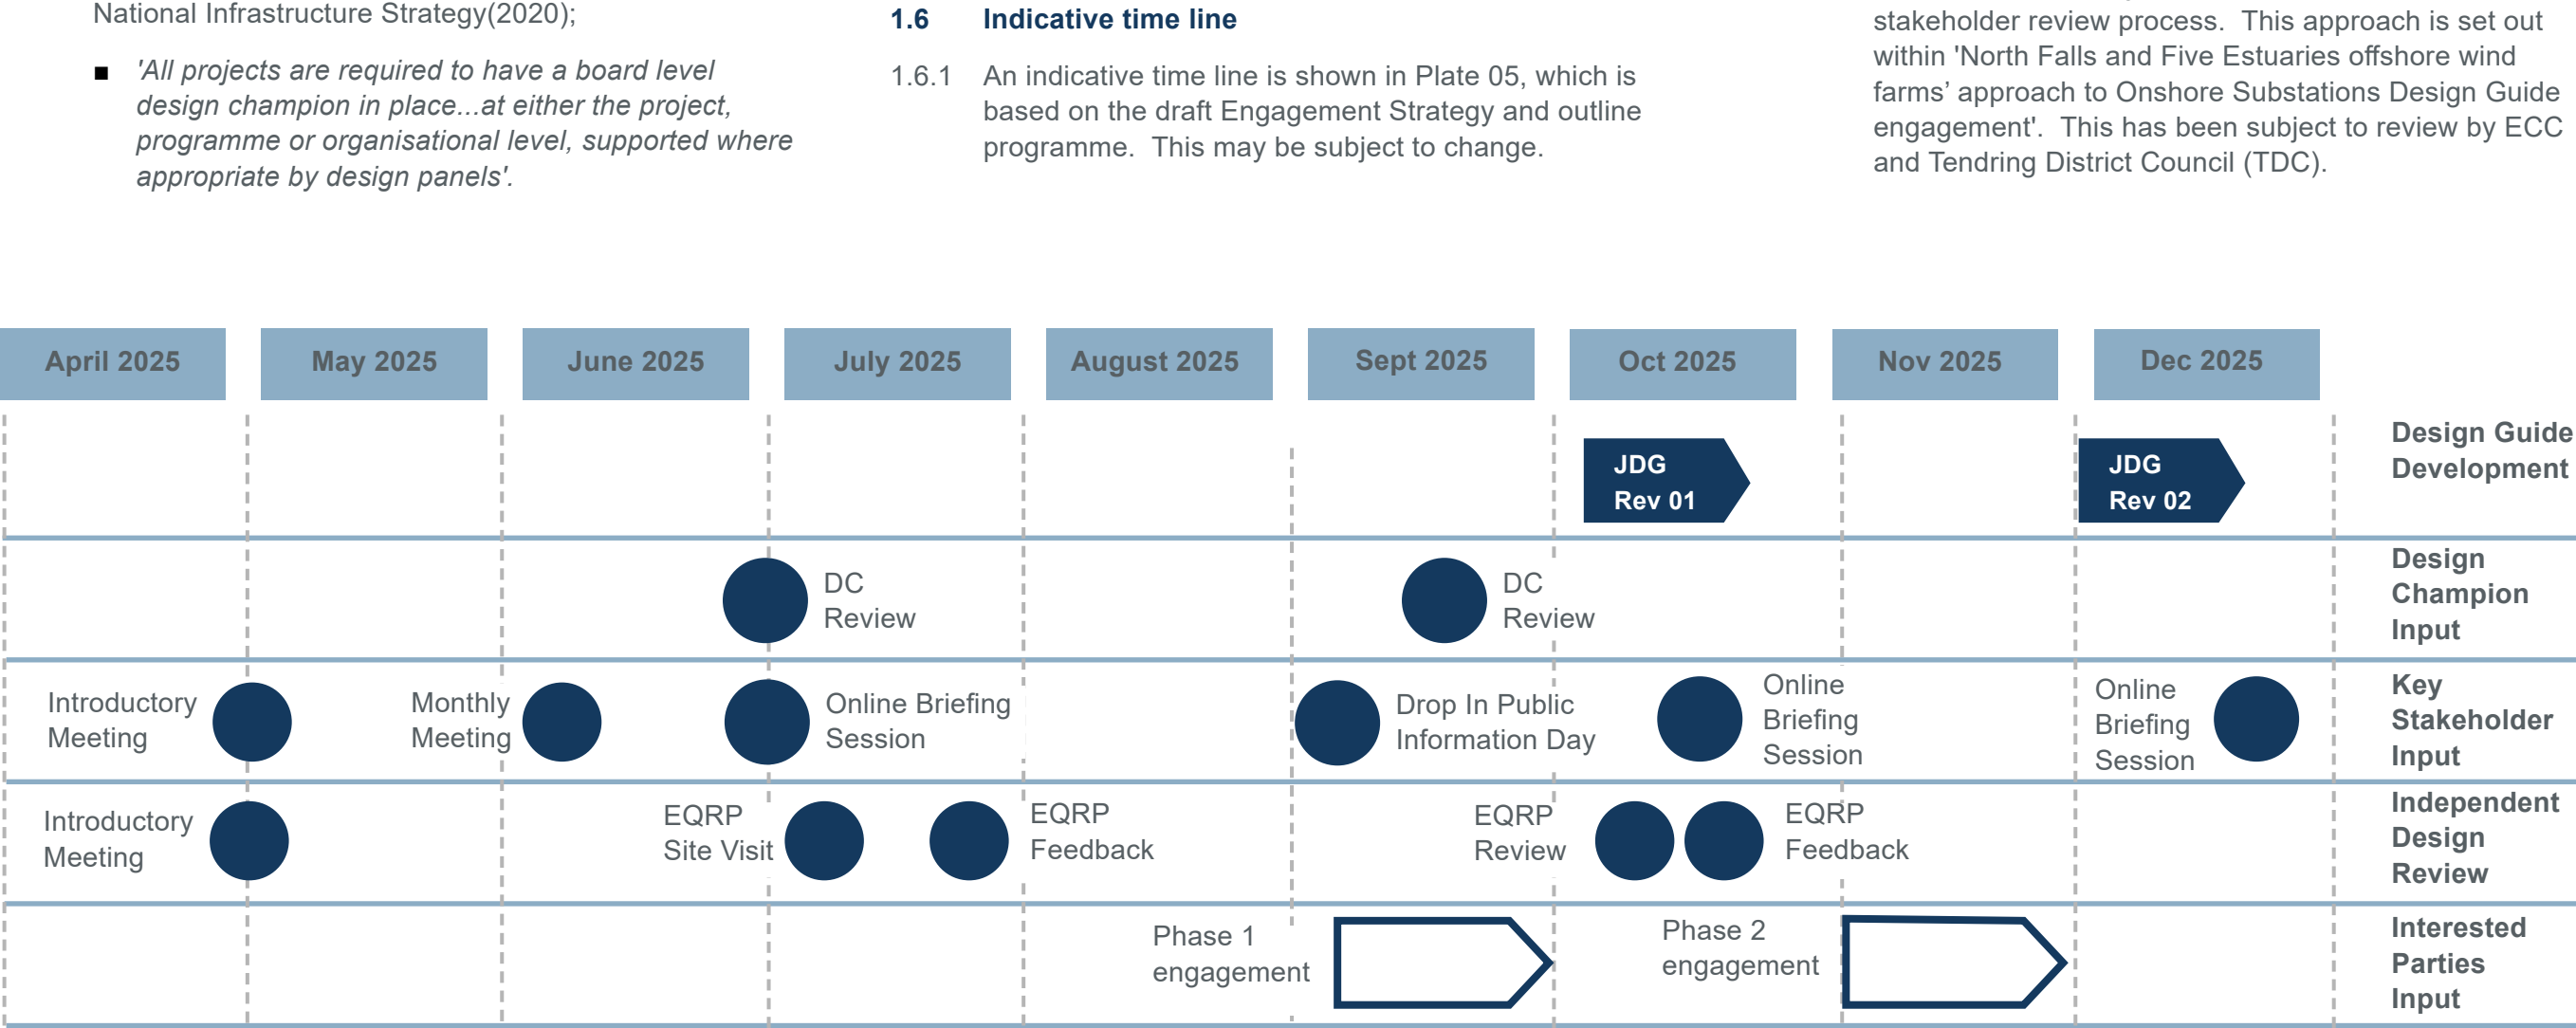 National Infrastructure Strategy(2020);
■ 'All projects are required to have a board level
design champion in place...at either the project,
programme or organisational level, supported where
appropriate by design panels'.
1.6 Indicative time line
1.6.1 An indicative time line is shown in Plate 05, which is
based on the draft Engagement Strategy and outline
programme. This may be subject to change.
stakeholder review process. This approach is set out
within 'North Falls and Five Estuaries offshore wind
farms’ approach to Onshore Substations Design Guide
engagement'. This has been subject to review by ECC
and Tendring District Council (TDC).
April 2025 May 2025 June 2025 July 2025 August 2025 Sept 2025 Oct 2025 Nov 2025 Dec 2025
JDG
Rev 01
JDG
Rev 02
Design Guide
Development
DC
Review
DC
Review
Design
Champion
Input
Introductory
Meeting
Monthly
Meeting
Online Briefing
Session
Drop In Public
Information Day
Online
Briefing
Session
Online
Briefing
Session
Key
Stakeholder
Input
Introductory
Meeting
EQRP
Site Visit
EQRP
Feedback
EQRP
Review
EQRP
Feedback
Independent
Design
Review
Phase 1
engagement
Phase 2
engagement
Interested
Parties
Input